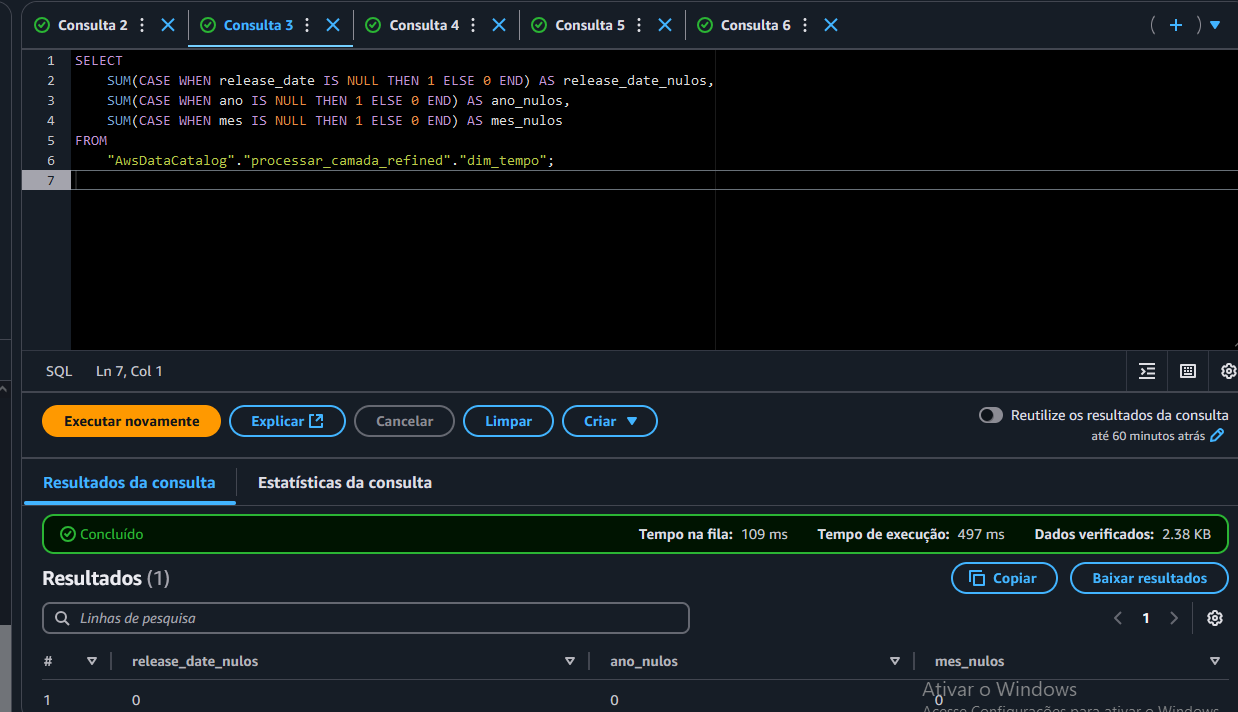 Consulta 2 Consulta 3 Consulta 4 Consulta 5 Consulta 6
1 SELECT
2 SUM(CASE WHEN release_date IS NULL THEN 1 ELSE 0 END) AS release_date_nulos,
3 SUM(CASE WHEN ano IS NULL THEN 1 ELSE 0 END) AS ano_nulos,
4 SUM(CASE WHEN mes IS NULL THEN 1 ELSE 0 END) AS mes_nulos
5 FROM
6 "AwsDataCatalog"."processar_camada_refined"."dim_tempo";
7
SQL Ln 7, Col 1
Executar novamente Explicar Cancelar Limpar Criar Reutilize os resultados da consulta
até 60 minutos atrás
Resultados da consulta Estatísticas da consulta
Concluído Tempo na fila: 109 ms Tempo de execução: 497 ms Dados verificados: 2.38 KB
Resultados (1) Copiar Baixar resultados
Linhas de pesquisa 1
# release_date_nulos ano_nulos mes_nulos
Ativar o Windows
1 0 0 0
Acesse Configurações para ativar o Windows.